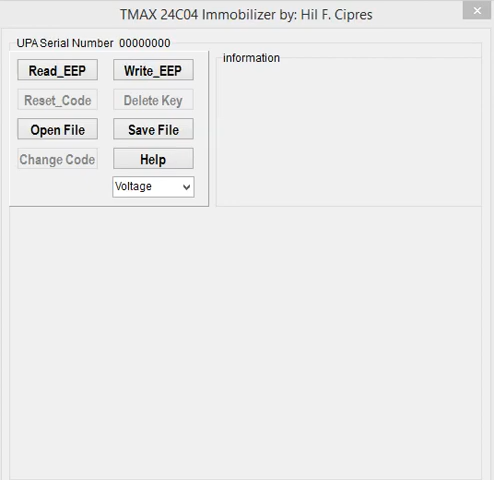 TMAX 24C04 Immobilizer by: Hil F. Cipres
UPA Serial Number 00000000
Read_EEP Write_EEP
Reset_Code Delete Key
Open File Save File
Change Code Help
Voltage
information